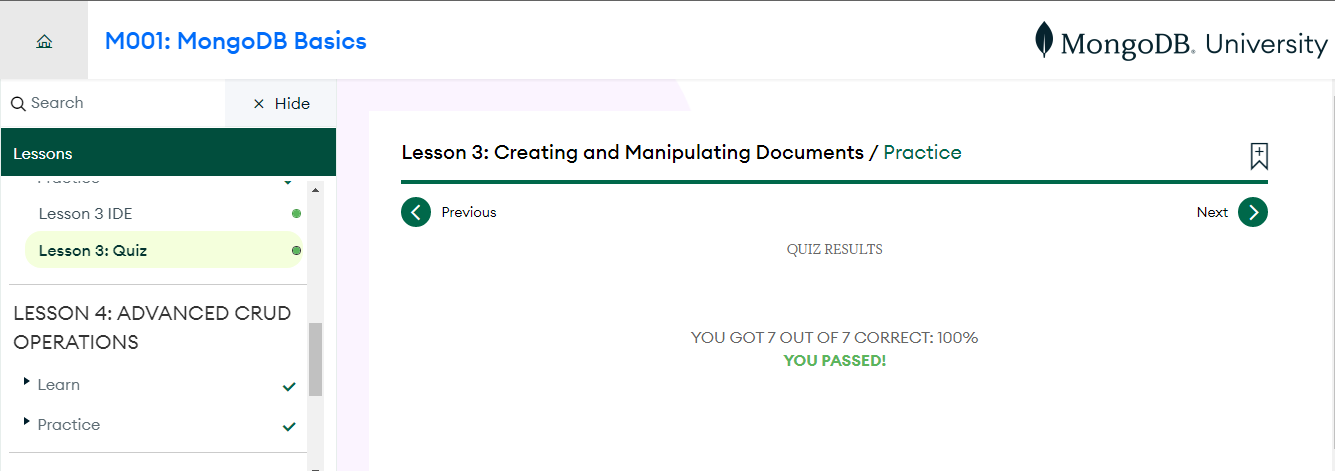 M001: MongoDB Basics
MongoDB. University
Search
Hide
Lessons
Practice
Lesson 3 IDE
Lesson 3: Quiz
LESSON 4: ADVANCED CRUD
OPERATIONS
Learn
Practice
Lesson 3: Creating and Manipulating Documents / Practice
Previous
Next
QUIZ RESULTS
YOU GOT 7 OUT OF 7 CORRECT: 100%
YOU PASSED!